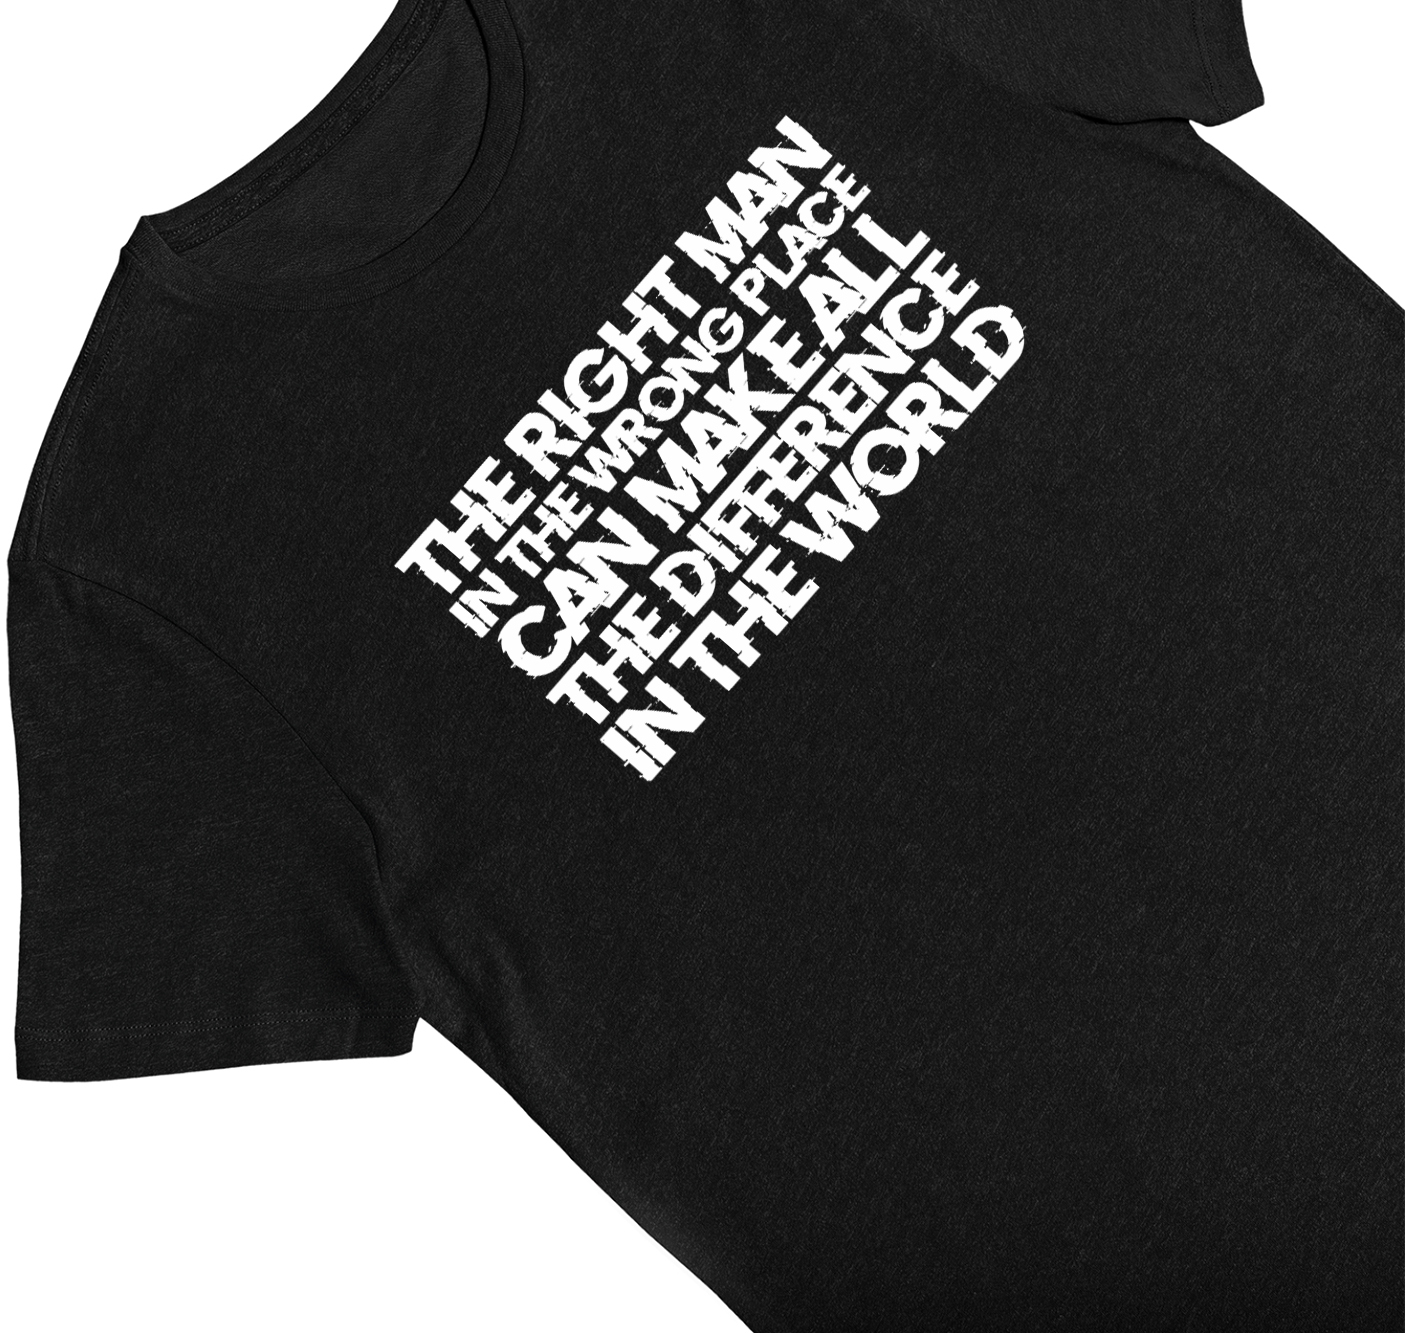 THE RIGHT MAN
IN THE WRONG PLACE
CAN MAKE ALL
THE DIFFERENCE
IN THE WORLD